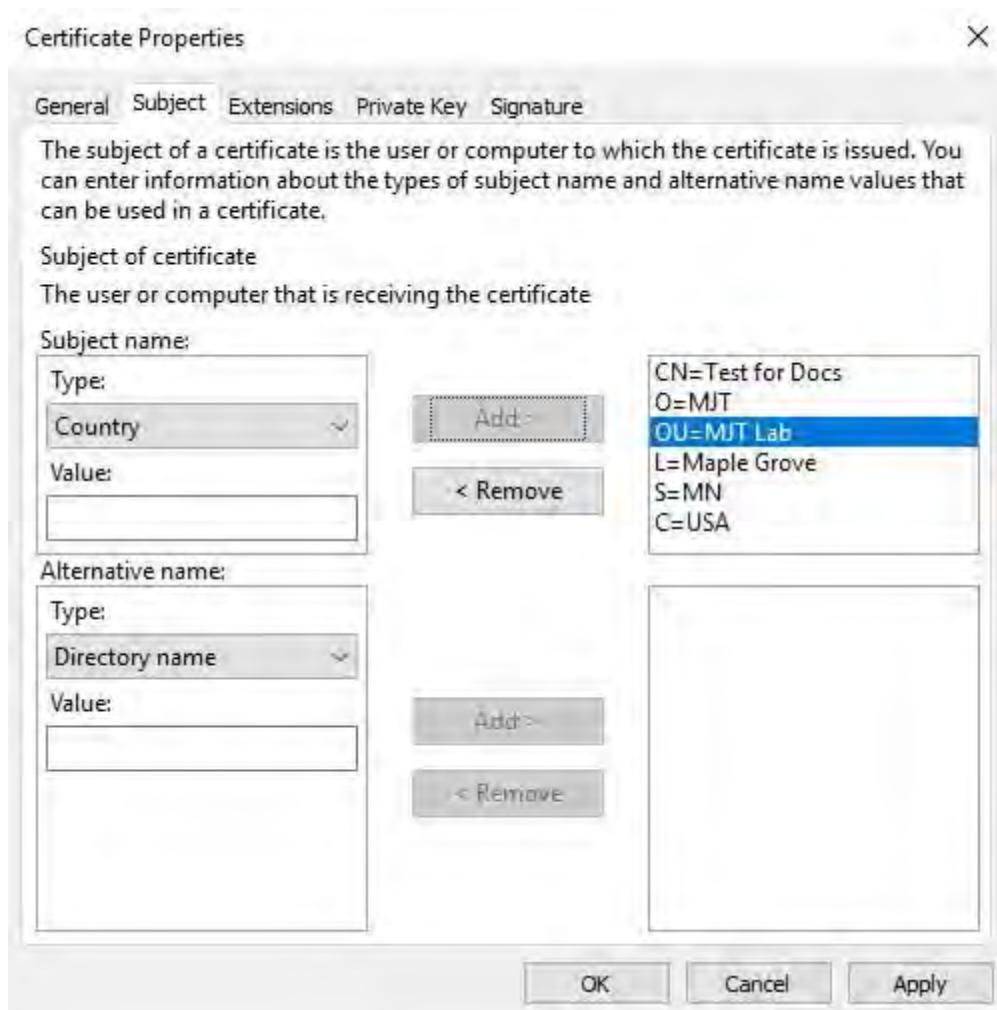 Certificate Properties
General Subject Extensions Private Key Signature
The subject of a certificate is the user or computer to which the certificate is issued. You
can enter information about the types of subject name and alternative name values that
can be used in a certificate.
Subject of certificate
The user or computer that is receiving the certificate
Subject name:
Type:
Country
Value:
Add >
< Remove
CN=Test for Docs
O=MJT
OU=MJT Lab
L=Maple Grove
S=MN
C=USA
Alternative name:
Type:
Directory name
Value:
Add >
< Remove
OK Cancel Apply